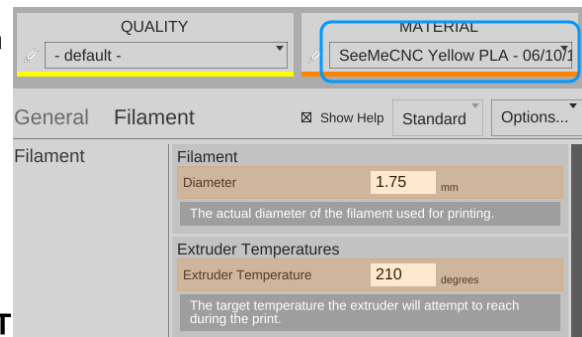 QUALITY MATERIAL
- default - SeeMeCNC Yellow PLA - 06/10/1
General Filament Show Help Standard Options...
Filament Filament
Diameter 1.75 mm
The actual diameter of the filament used for printing.
Extruder Temperatures
Extruder Temperature 210 degrees
The target temperature the extruder will attempt to reach
during the print.
T